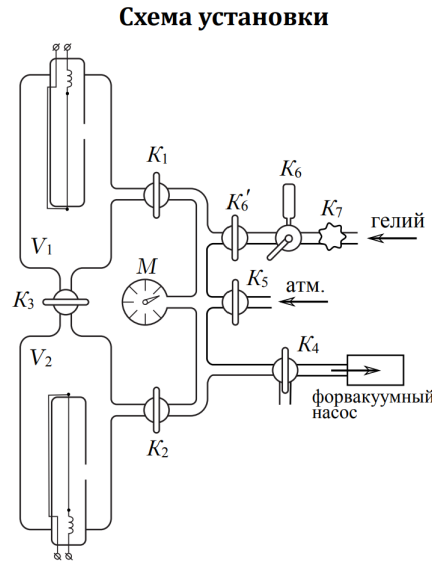 Схема установки
K₁
K₆
K₆′
K₇
гелий
V₁
M
K₅
атм.
K₃
V₂
K₄
форвакуумный
насос
K₂